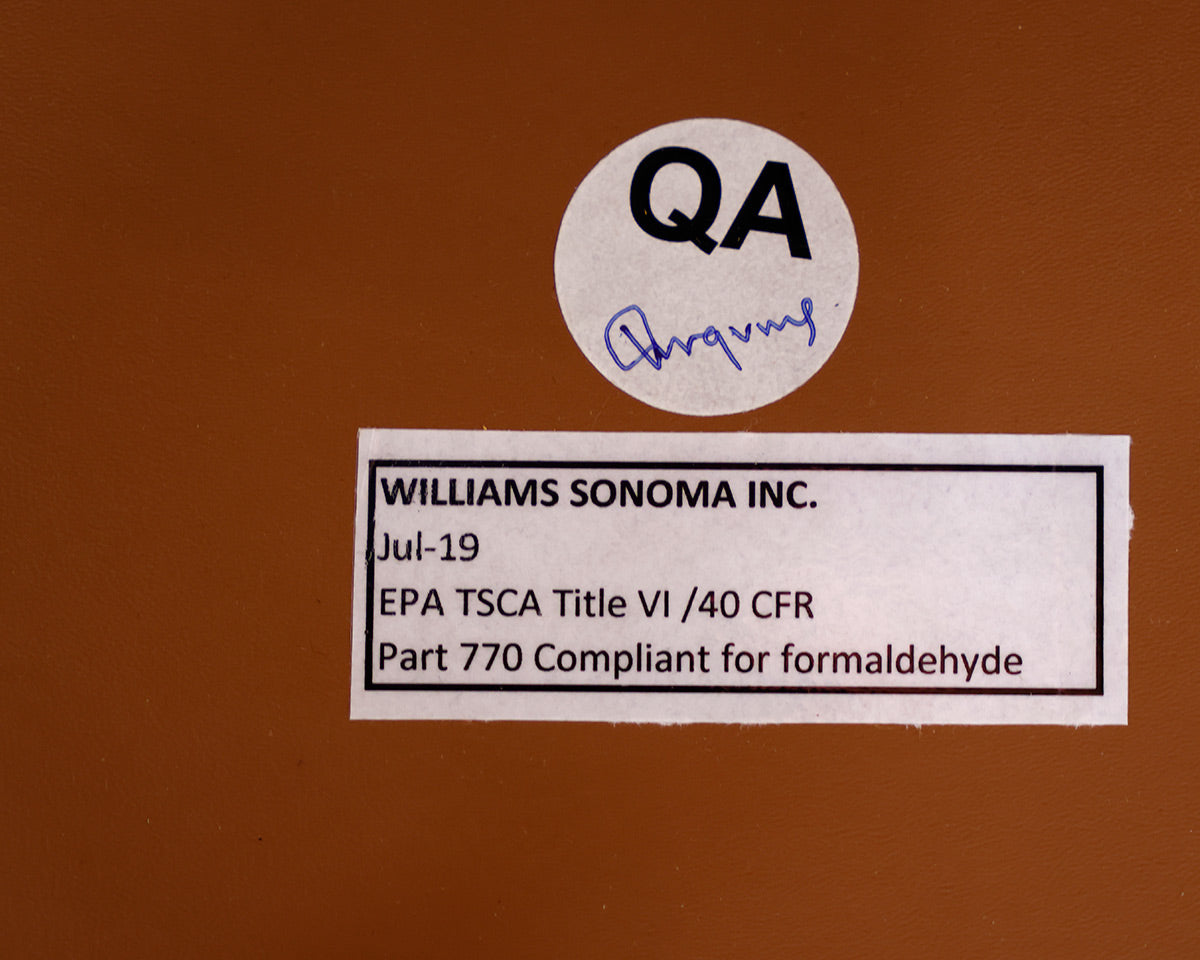 QA
WILLIAMS SONOMA INC.
Jul-19
EPA TSCA Title VI /40 CFR
Part 770 Compliant for formaldehyde